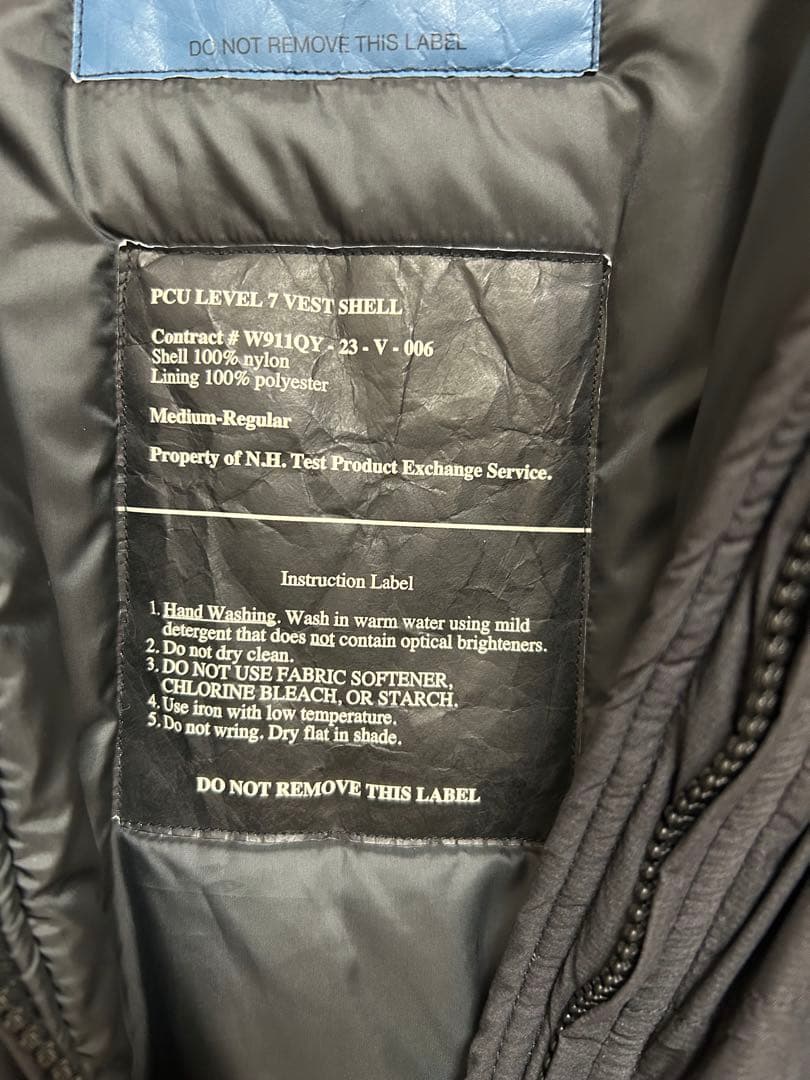 DO NOT REMOVE THIS LABEL
PCU LEVEL 7 VEST SHELL
Contract # W911QY - 23 - V - 006
Shell 100% nylon
Lining 100% polyester
Medium-Regular
Property of N.H. Test Product Exchange Service.
Instruction Label
1. Hand Washing. Wash in warm water using mild
detergent that does not contain optical brighteners.
2. Do not dry clean.
3. DO NOT USE FABRIC SOFTENER,
CHLORINE BLEACH, OR STARCH.
4. Use iron with low temperature.
5. Do not wring. Dry flat in shade.
DO NOT REMOVE THIS LABEL